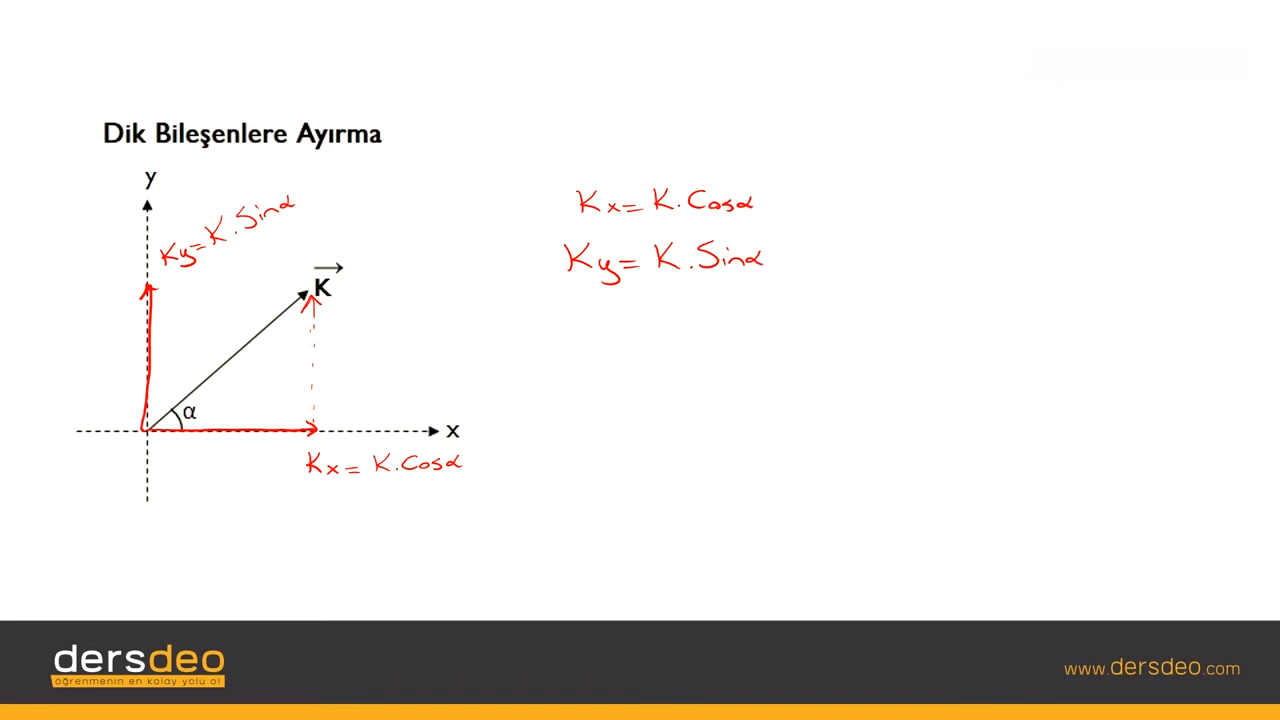 Dik Bileşenlere Ayırma
y
Ky = K.Sinα
K
α
x
Kx = K.Cosα
Kx = K.Cosα
Ky = K.Sinα
dersdeo
öğrenmenin en kolay yolu o!
www.dersdeo.com